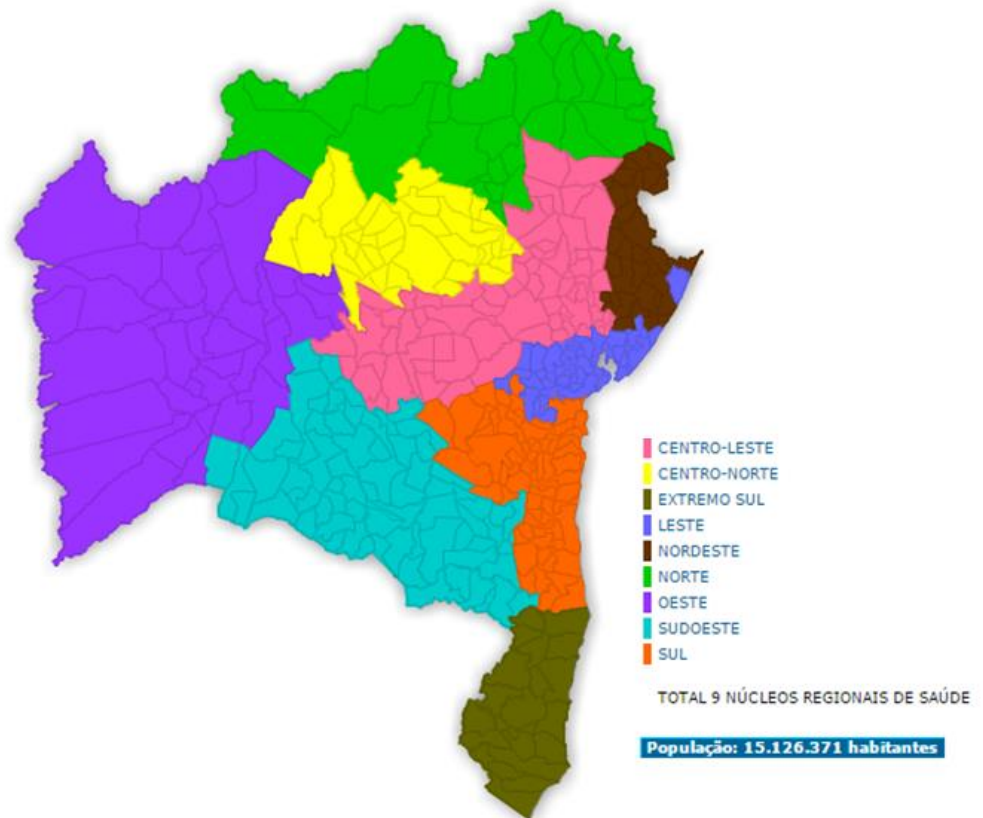 CENTRO-LESTE
CENTRO-NORTE
EXTREMO SUL
LESTE
NORDESTE
NORTE
OESTE
SUDOESTE
SUL
TOTAL 9 NÚCLEOS REGIONAIS DE SAÚDE
População: 15.126.371 habitantes